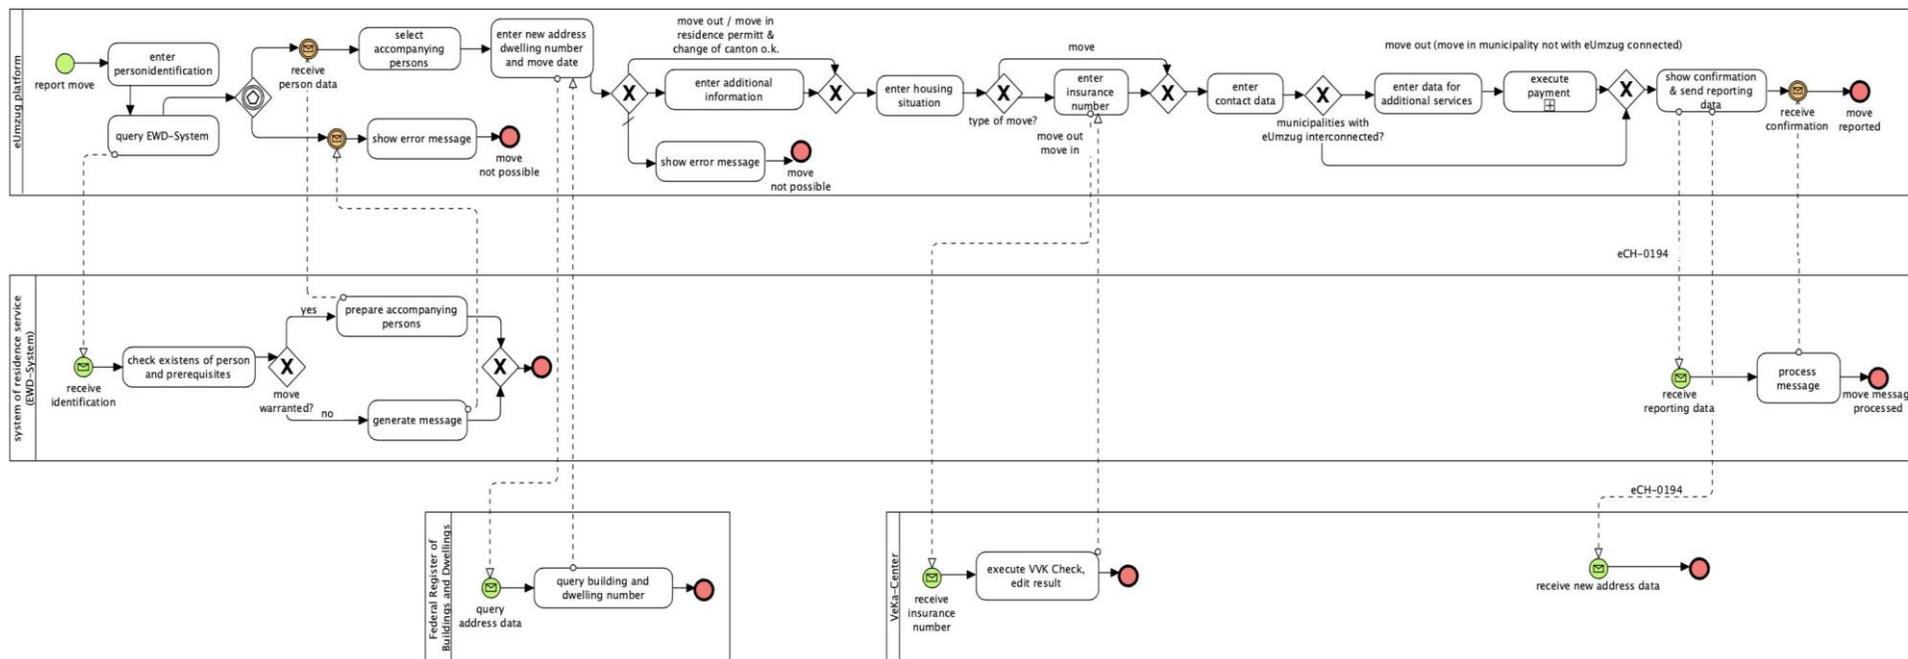 eUmzug platform
report move
enter
personidentification
query EWD-System
receive
person data
select
accompanying
persons
enter new address
dwelling number
and move date
show error message
move
not possible
move out / move in
residence permitt &
change of canton o.k.
enter additional
information
show error message
move
not possible
enter housing
situation
type of move?
move
enter
insurance
number
move out
move in
enter
contact data
municipalities with
eUmzug interconnected?
move out (move in municipality not with eUmzug connected)
enter data for
additional services
execute
payment
show confirmation
& send reporting
data
receive
confirmation
move
reported
system of residence service
(EWD-System)
receive
identification
check existens of person
and prerequisites
move
warranted?
yes
prepare accompanying
persons
no
generate message
eCH-0194
receive
reporting data
process
message
move messag
processed
Federal Register of
Buildings and Dwellings
query
address data
query building and
dwelling number
VeKa-Center
receive
insurance
number
execute VVK Check,
edit result
eCH-0194
receive new address data